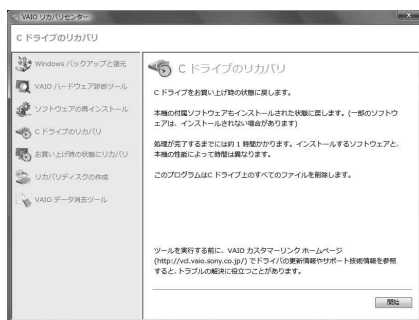 VAIO リカバリセンター
C ドライブのリカバリ
Windows バックアップと復元
VAIO ハードウェア診断ツール
ソフトウェアの再インストール
C ドライブのリカバリ
お買い上げ時の状態にリカバリ
リカバリディスクの作成
VAIO データ消去ツール
C ドライブのリカバリ
C ドライブをお買い上げ時の状態に戻します。
本機の付属ソフトウェアもインストールされた状態に戻します。(一部のソフトウ
ェアは、インストールされない場合があります)
処理が完了するまでには約 1 時間かかります。インストールするソフトウェアと、
本機の性能によって時間は異なります。
このプログラムはC ドライブ上のすべてのファイルを削除します。
ツールを実行する前に、VAIO カスタマーリンク ホームページ
(http://vcl.vaio.sony.co.jp/) でドライバの更新情報やサポート技術情報を参照
すると、トラブルの解決に役立つことがあります。
開始